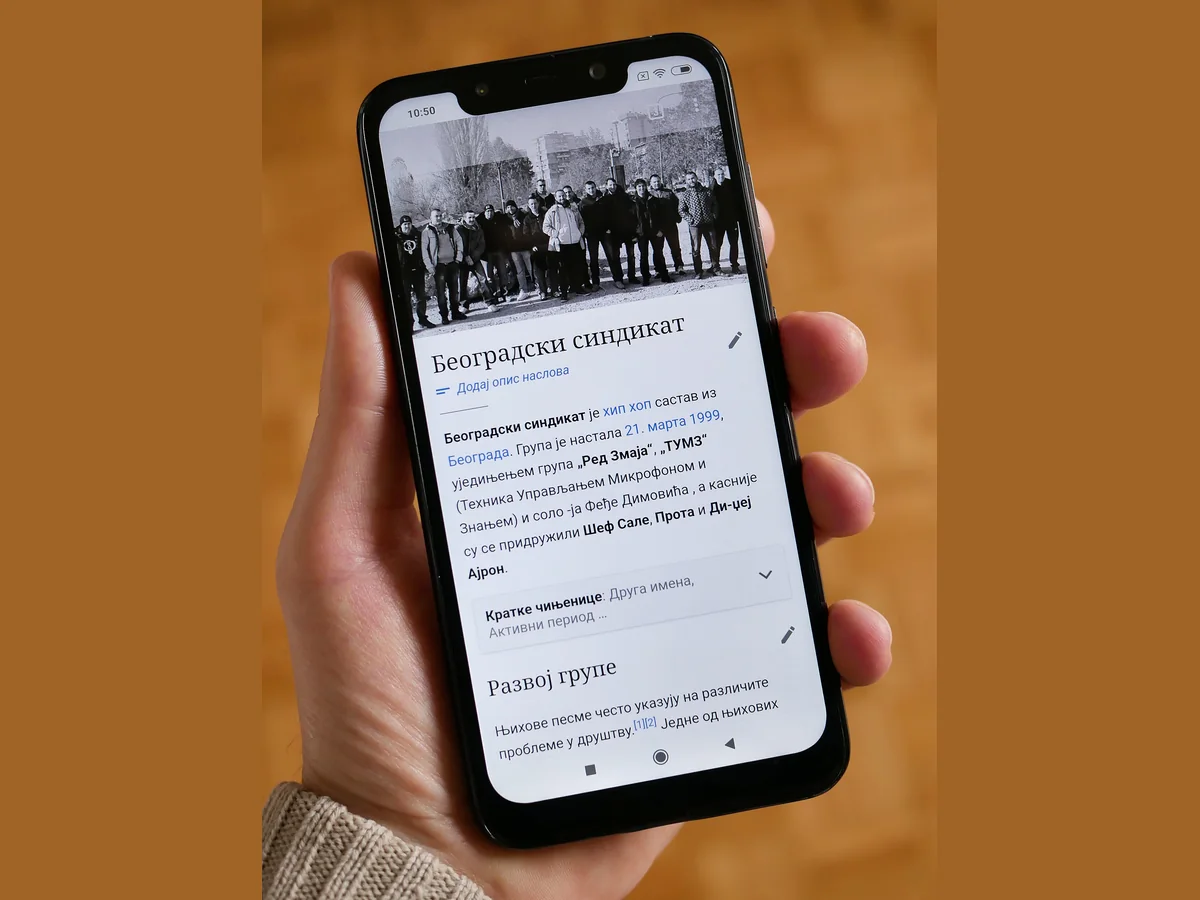 10:50
Београдски синдикат
Додај опис наслова
Београдски синдикат је хип хоп састав из
Београда. Група је настала 21. марта 1999,
уједињењем група „Ред Змаја“, „ТУМЗ“
(Техника Управљањем Микрофоном и
Знањем) и соло -ја Феђе Димовића , а касније
су се придружили Шеф Сале, Прота и Ди-џеј
Ајрон.
Кратке чињенице: Друга имена,
Активни период ...
Развој групе
Њихове песме често указују на различите
проблеме у друштву.[1][2] Једне од њихових